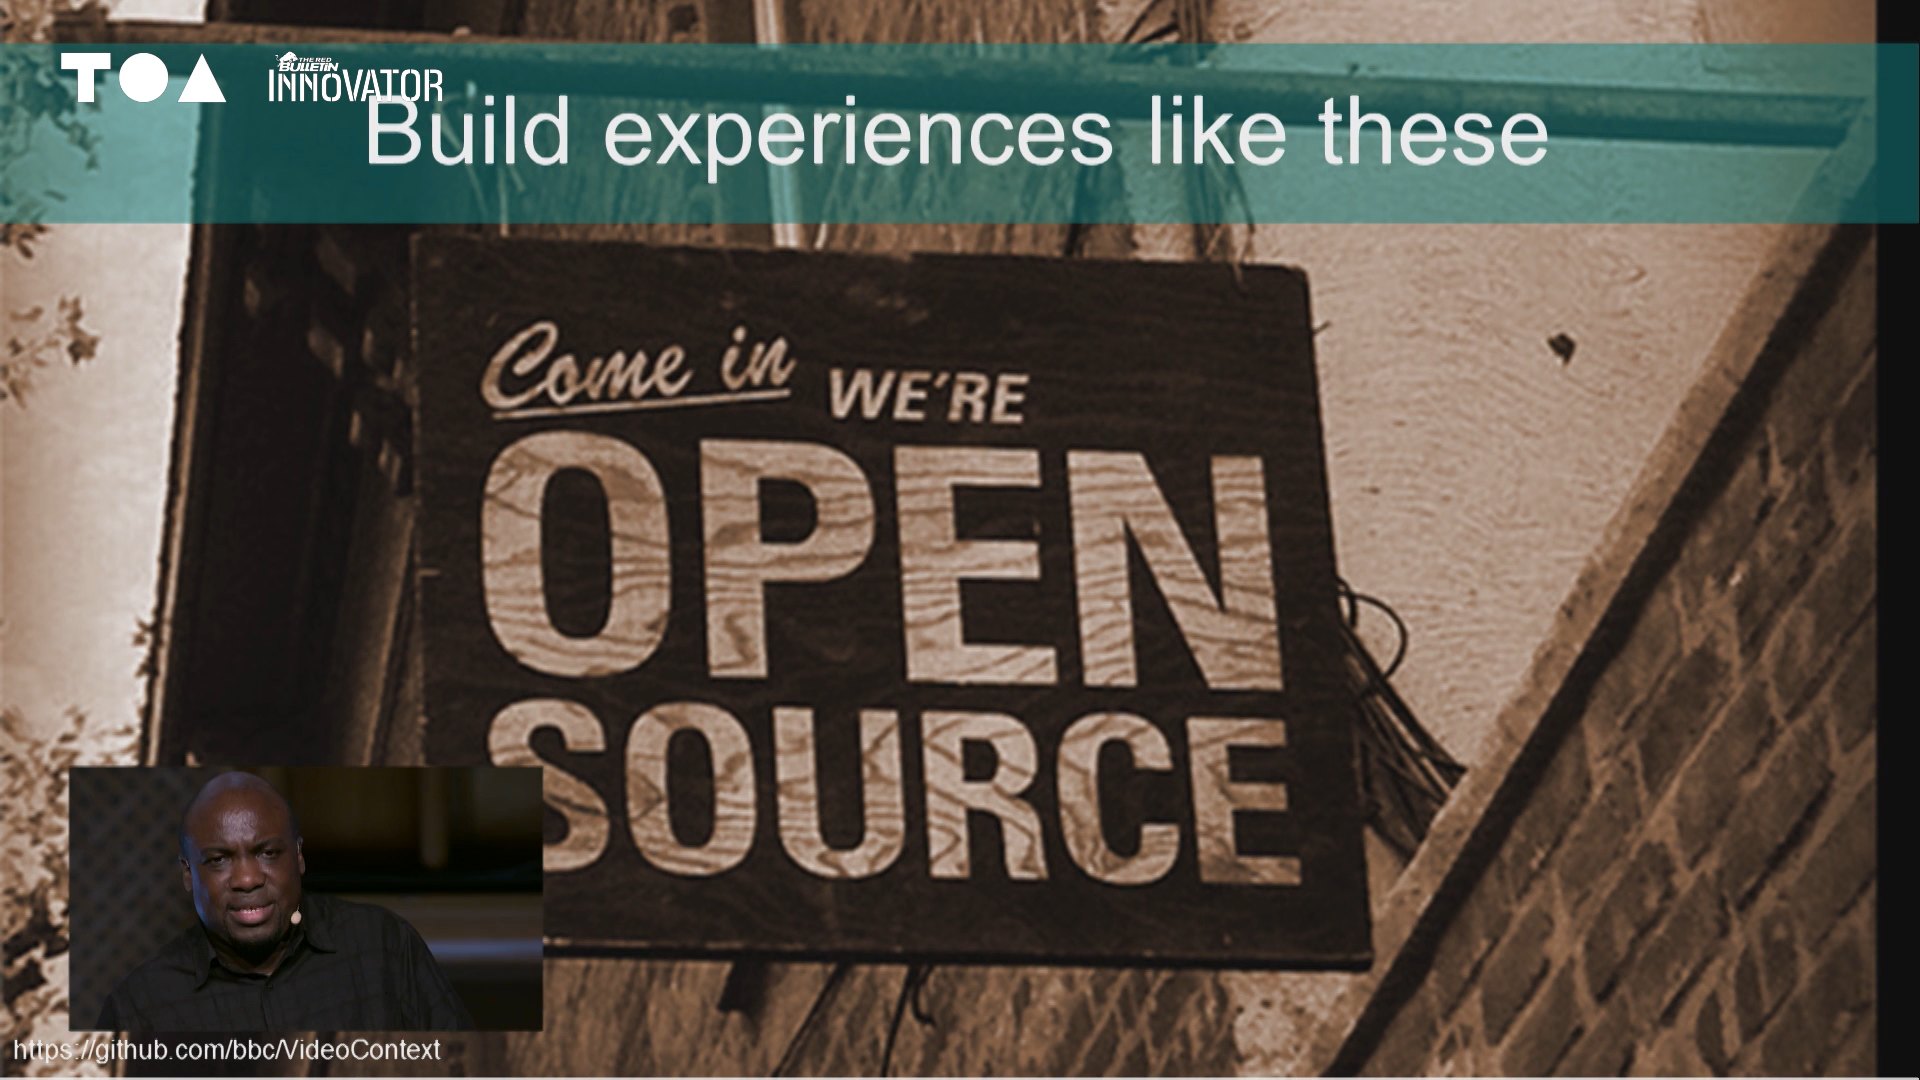 TOA
THE RED
BULLETIN
INNOVATOR
Build experiences like these
Come in WE'RE
OPEN
SOURCE
https://github.com/bbc/VideoContext